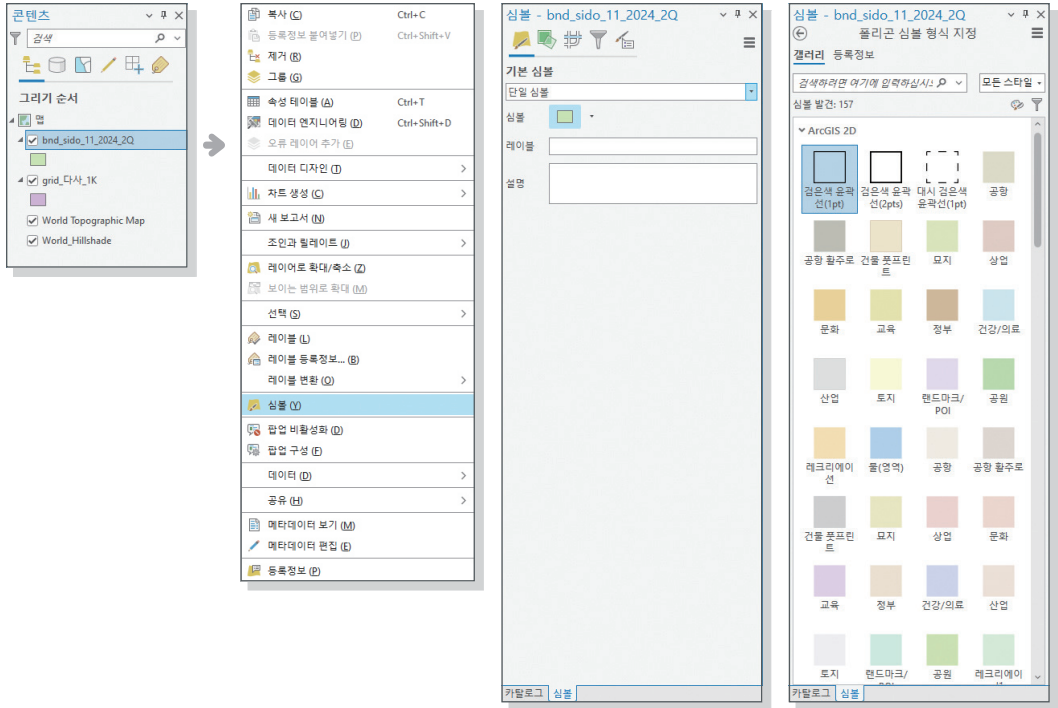 콘텐츠
검색
그리기 순서
맵
bnd_sido_11_2024_2Q
grid_다사_1K
World Topographic Map
World_Hillshade
복사 (C) Ctrl+C
등록정보 붙여넣기 (P) Ctrl+Shift+V
제거 (R)
그룹 (G)
속성 테이블 (A) Ctrl+T
데이터 엔지니어링 (D) Ctrl+Shift+D
오류 레이어 추가 (E)
데이터 디자인 (I)
차트 생성 (C)
새 보고서 (N)
조인과 릴레이트 (J)
레이어로 확대/축소 (Z)
보이는 범위로 확대 (M)
선택 (S)
레이블 (L)
레이블 등록정보... (B)
레이블 변환 (O)
심볼 (Y)
팝업 비활성화 (D)
팝업 구성 (F)
데이터 (D)
공유 (H)
메타데이터 보기 (M)
메타데이터 편집 (E)
등록정보 (P)
심볼 - bnd_sido_11_2024_2Q
기본 심볼
단일 심볼
심볼
레이블
설명
카탈로그 심볼
심볼 - bnd_sido_11_2024_2Q
폴리곤 심볼 형식 지정
갤러리 등록정보
검색하려면 여기에 입력하십시오 모든 스타일
심볼 발견: 157
ArcGIS 2D
검은색 윤곽 검은색 윤곽 대시 검은색 공항
선(1pt) 선(2pts) 윤곽선(1pt)
공항 활주로 건물 풋프린 묘지 상업
트
문화 교육 정부 건강/의료
산업 토지 랜드마크/ 공원
POI
레크리에이 물(영역) 공항 공항 활주로
션
건물 풋프린 묘지 상업 문화
트
교육 정부 건강/의료 산업
토지 랜드마크/ 공원 레크리에이
카탈로그 심볼